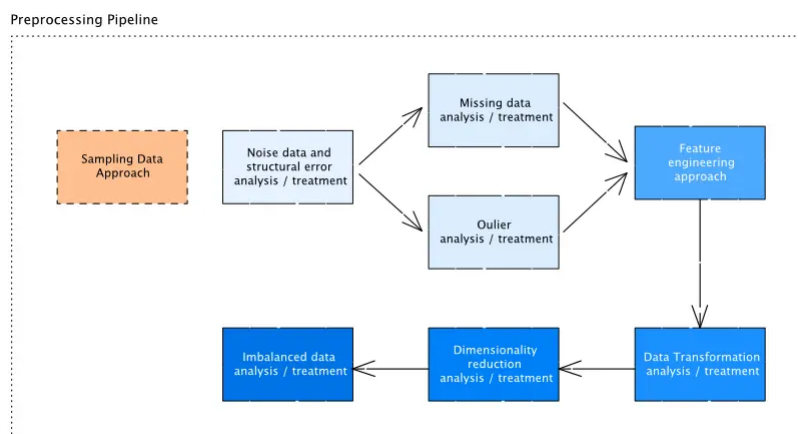 Preprocessing Pipeline
Sampling Data
Approach
Noise data and
structural error
analysis / treatment
Missing data
analysis / treatment
Oulier
analysis / treatment
Feature
engineering
approach
Data Transformation
analysis / treatment
Dimensionality
reduction
analysis / treatment
Imbalanced data
analysis / treatment